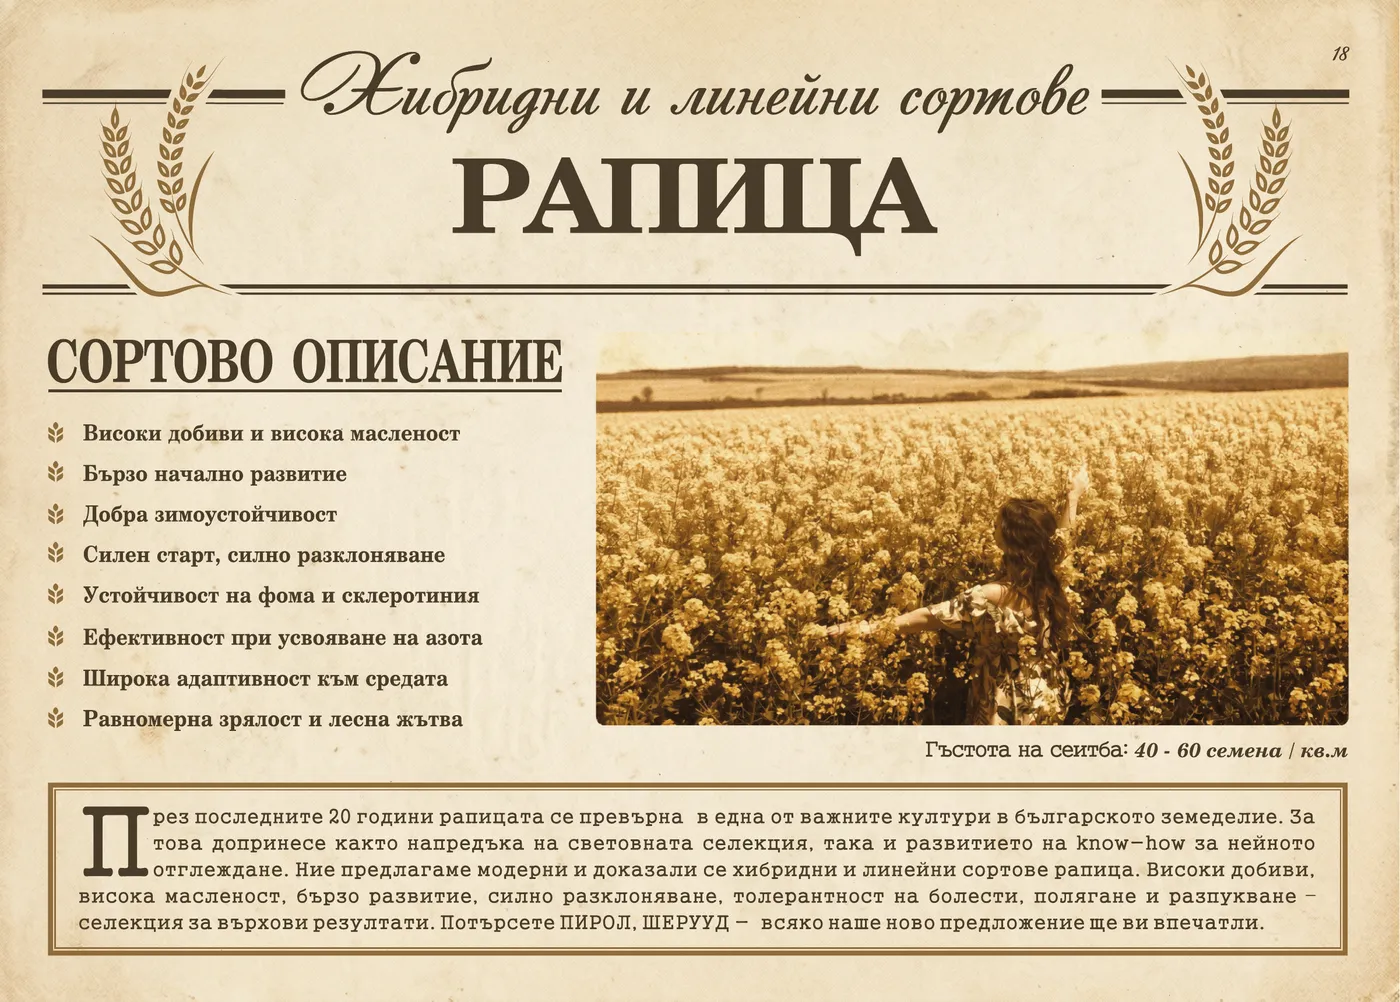 18
Хибридни и линейни сортове
РАПИЦА
СОРТОВО ОПИСАНИЕ
Високи добиви и висока масленост
Бързо начално развитие
Добра зимоустойчивост
Силен старт, силно разклоняване
Устойчивост на фома и склеротиния
Ефективност при усвояване на азота
Широка адаптивност към средата
Равномерна зрялост и лесна жътва
Гъстота на сеитба: 40 - 60 семена / кв.м
През последните 20 години рапицата се превърна в една от важните култури в българското земеделие. За
това допринесе както напредъка на световната селекция, така и развитието на know-how за нейното
отглеждане. Ние предлагаме модерни и доказали се хибридни и линейни сортове рапица. Високи добиви,
висока масленост, бързо развитие, силно разклоняване, толерантност на болести, полягане и разпукване –
селекция за върхови резултати. Потърсете ПИРОЛ, ШЕРУУД – всяко наше ново предложение ще ви впечатли.